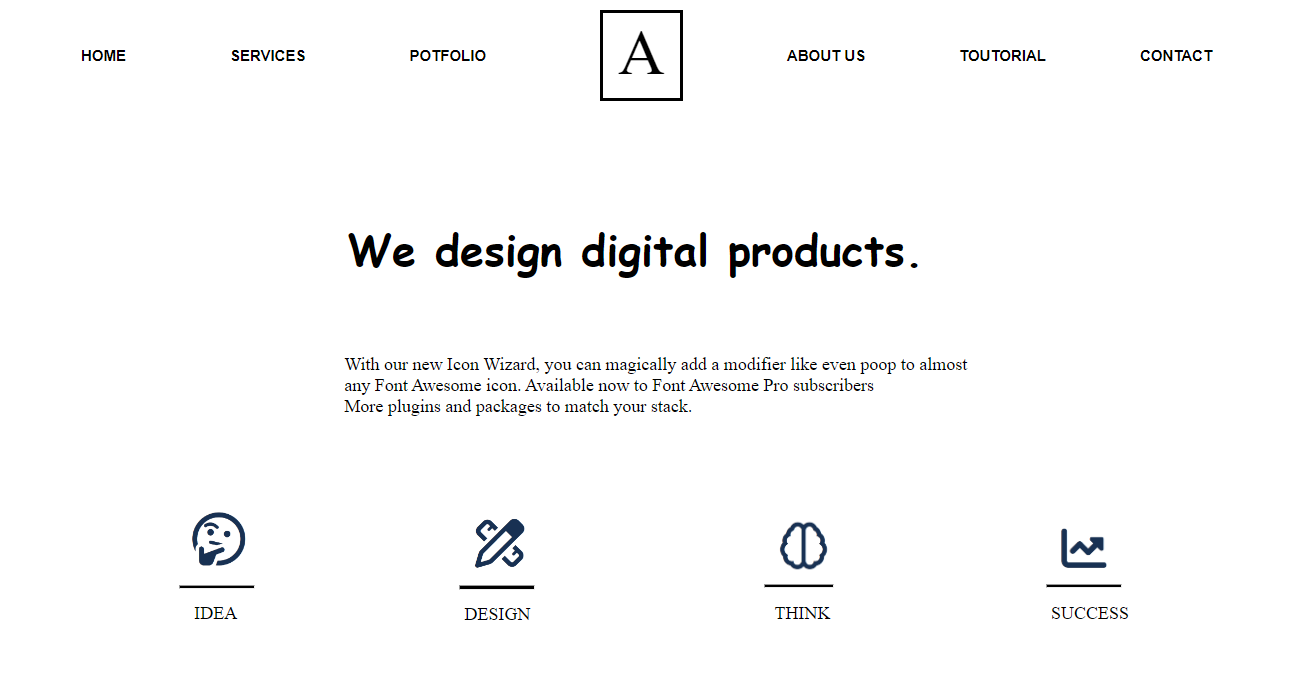 HOME SERVICES POTFOLIO A ABOUT US TOUTORIAL CONTACT
We design digital products.
With our new Icon Wizard, you can magically add a modifier like even poop to almost
any Font Awesome icon. Available now to Font Awesome Pro subscribers
More plugins and packages to match your stack.
IDEA DESIGN THINK SUCCESS